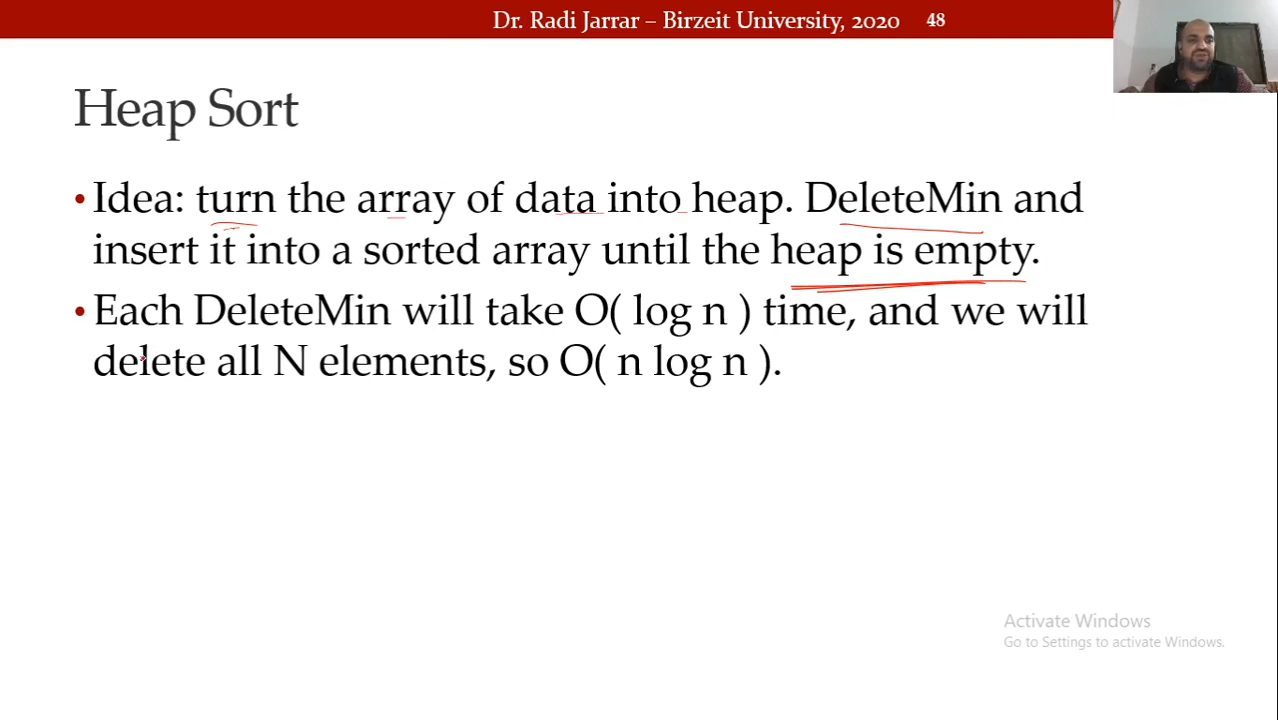 Dr. Radi Jarrar – Birzeit University, 2020 48
Heap Sort
• Idea: turn the array of data into heap. DeleteMin and
insert it into a sorted array until the heap is empty.
• Each DeleteMin will take O( log n ) time, and we will
delete all N elements, so O( n log n ).
Activate Windows
Go to Settings to activate Windows.